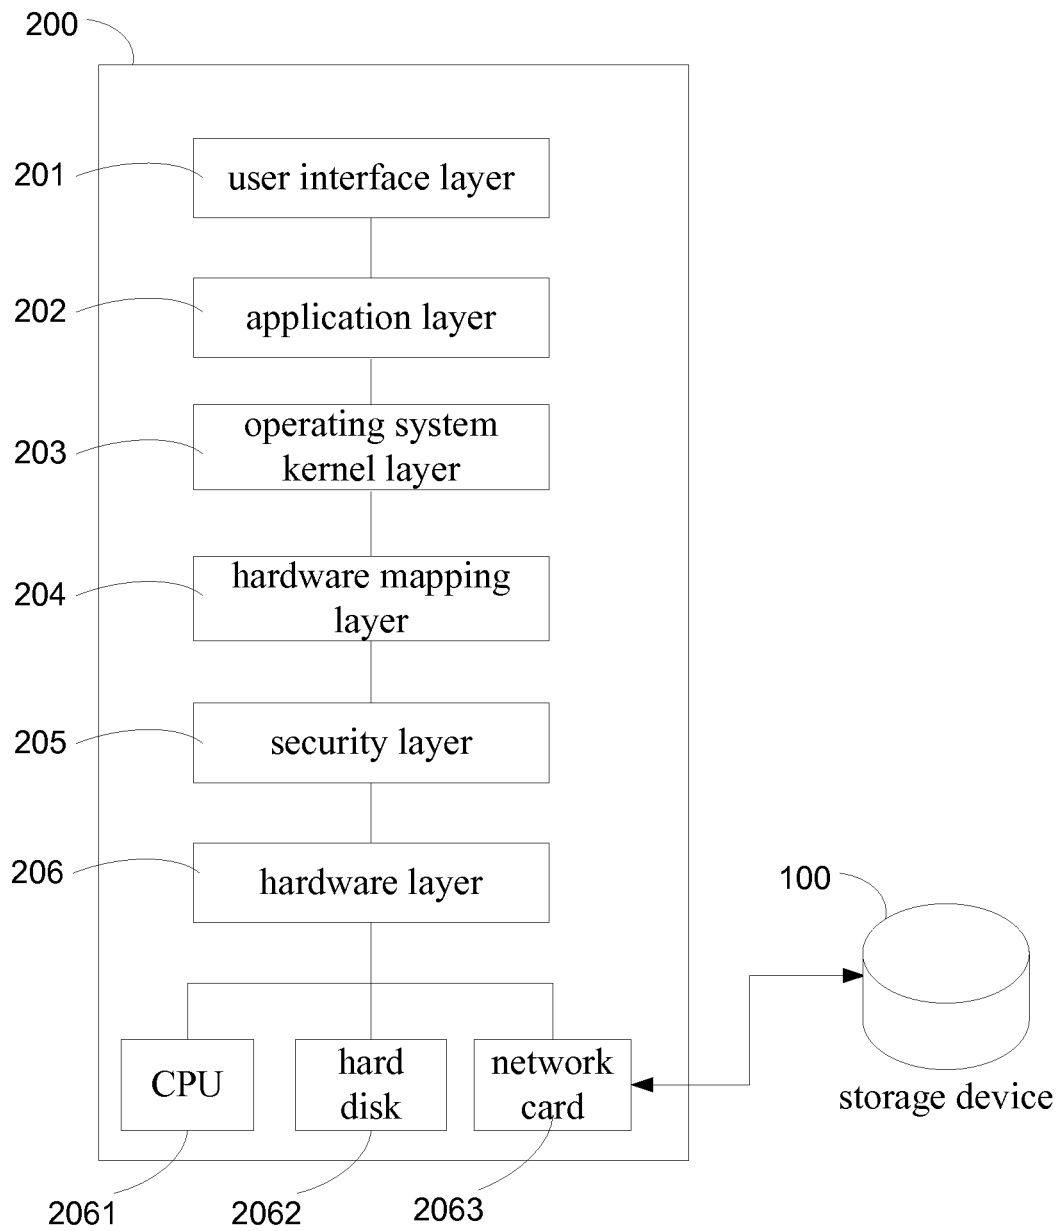 200
201
user interface layer
202
application layer
203
operating system
kernel layer
204
hardware mapping
layer
205
security layer
206
hardware layer
100
CPU
hard
disk
network
card
storage device
2061
2062
2063